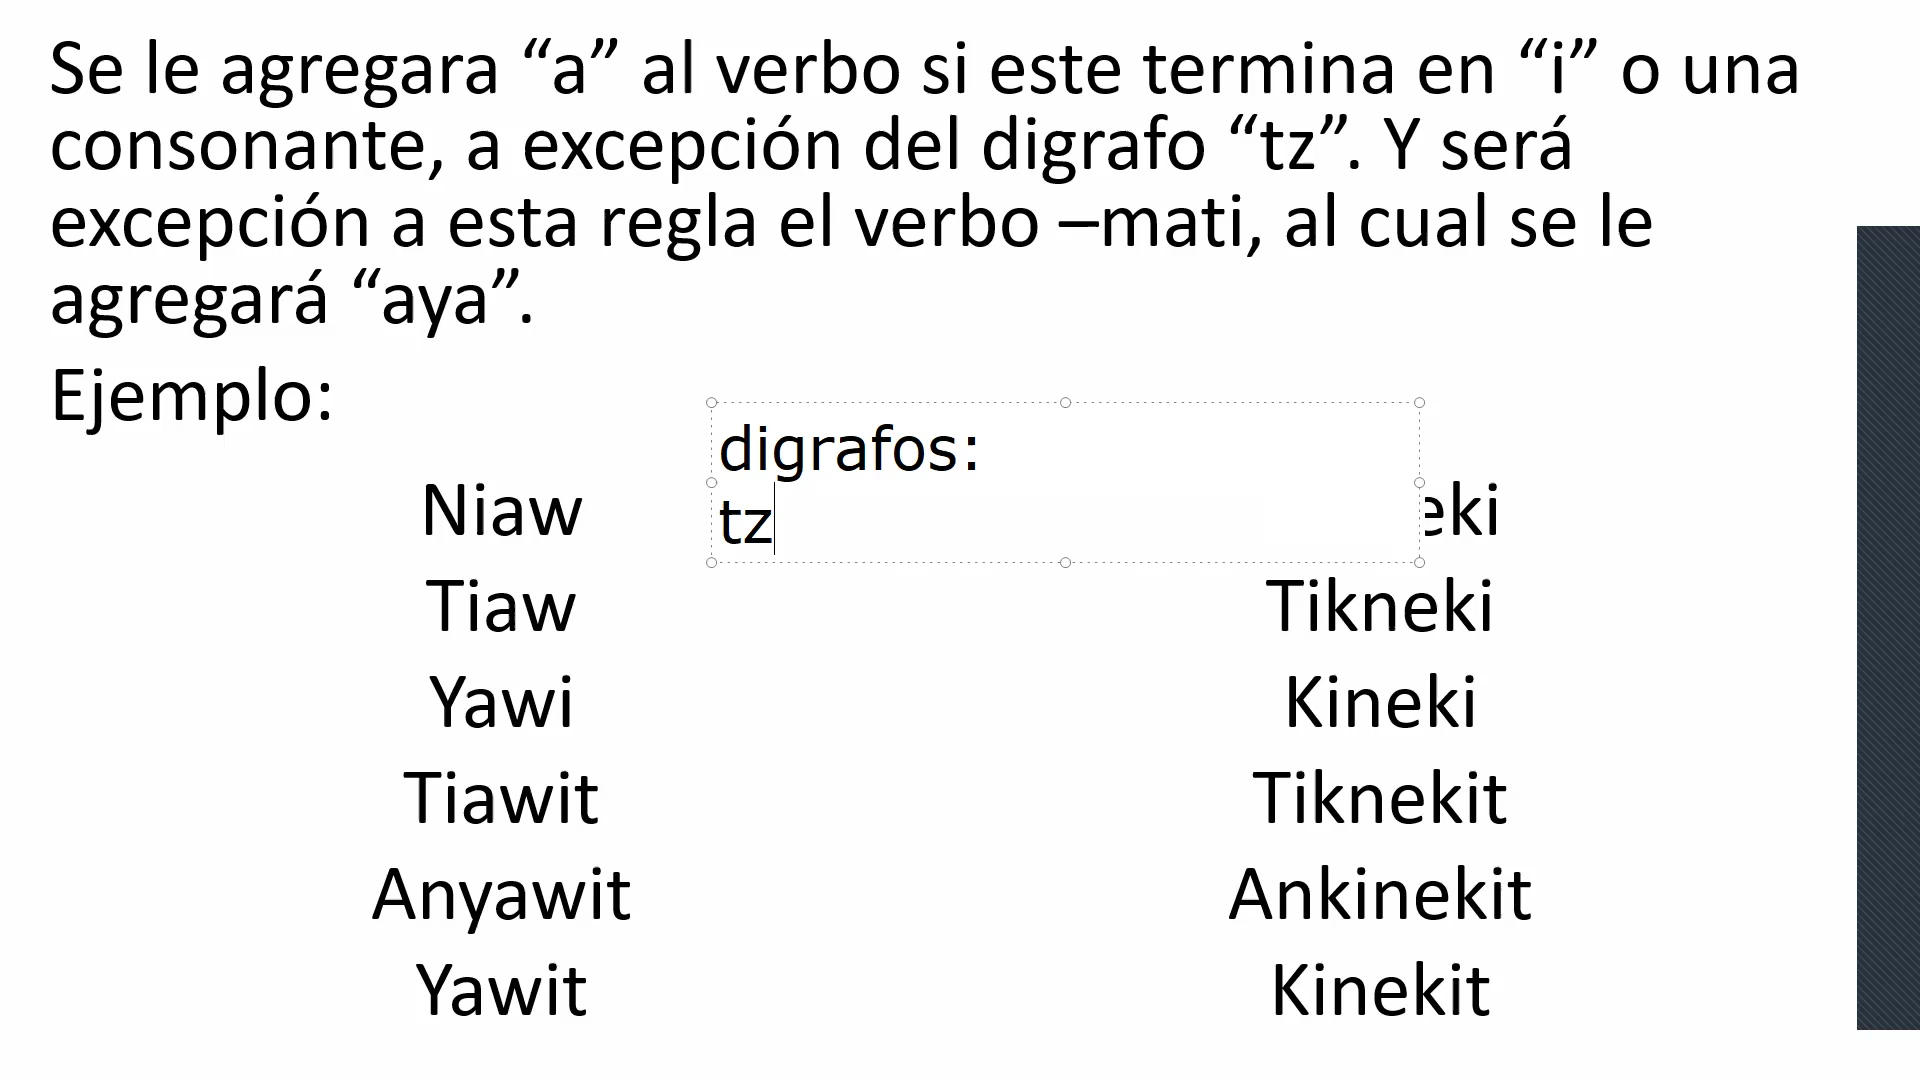 Se le agregara “a” al verbo si este termina en “i” o una
consonante, a excepción del digrafo “tz”. Y será
excepción a esta regla el verbo –mati, al cual se le
agregará “aya”.
Ejemplo:
digrafos:
tz
Niaw
eki
Tiaw
Tikneki
Yawi
Kineki
Tiawit
Tiknekit
Anyawit
Ankinekit
Yawit
Kinekit